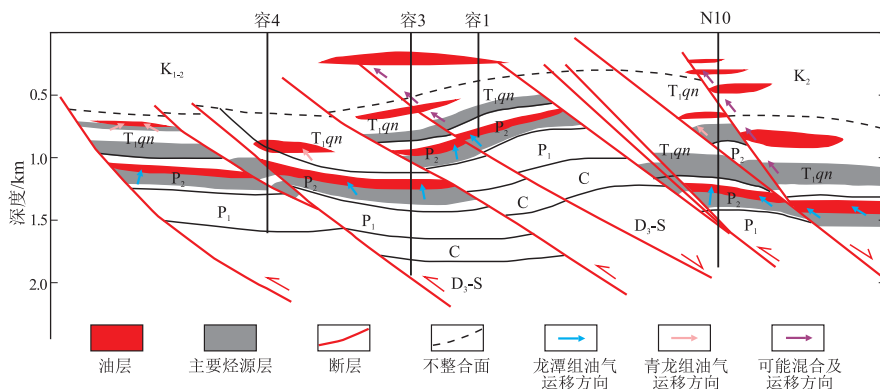 容4 容3 容1 N10
K₁₋₂ K₂
T₁qn T₁qn T₁qn T₁qn T₁qn
0.5
T₁qn T₁qn
P₂ P₂ P₂ P₂ P₂
1.0
P₁ P₁ P₁ P₁
C C C
1.5
D₃-S D₃-S
2.0
深度/km
油层 主要烃源层 断层 不整合面 龙潭组油气 青龙组油气 可能混合及
运移方向 运移方向 运移方向